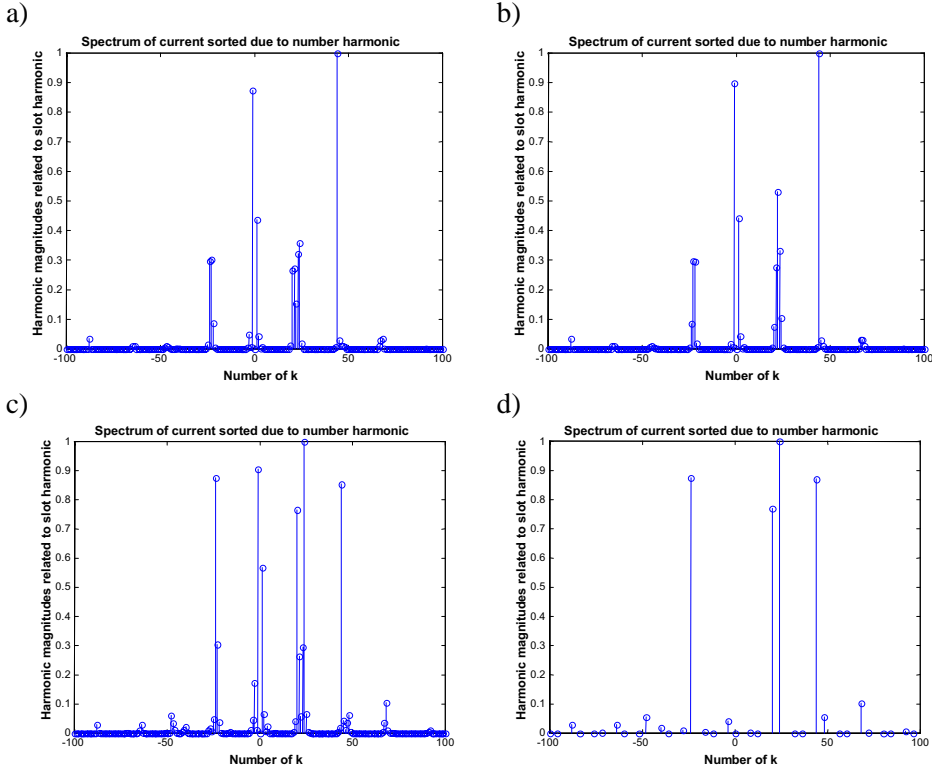 a)
Spectrum of current sorted due to number harmonic
Harmonic magnitudes related to slot harmonic
1
0.9
0.8
0.7
0.6
0.5
0.4
0.3
0.2
0.1
0
-100 -50 0 50 100
Number of k
b)
Spectrum of current sorted due to number harmonic
Harmonic magnitudes related to slot harmonic
1
0.9
0.8
0.7
0.6
0.5
0.4
0.3
0.2
0.1
0
-100 -50 0 50 100
Number of k
c)
Spectrum of current sorted due to number harmonic
Harmonic magnitudes related to slot harmonic
1
0.9
0.8
0.7
0.6
0.5
0.4
0.3
0.2
0.1
0
-100 -50 0 50 100
Number of k
d)
Spectrum of current sorted due to number harmonic
Harmonic magnitudes related to slot harmonic
1
0.9
0.8
0.7
0.6
0.5
0.4
0.3
0.2
0.1
0
-100 -50 0 50 100
Number of k